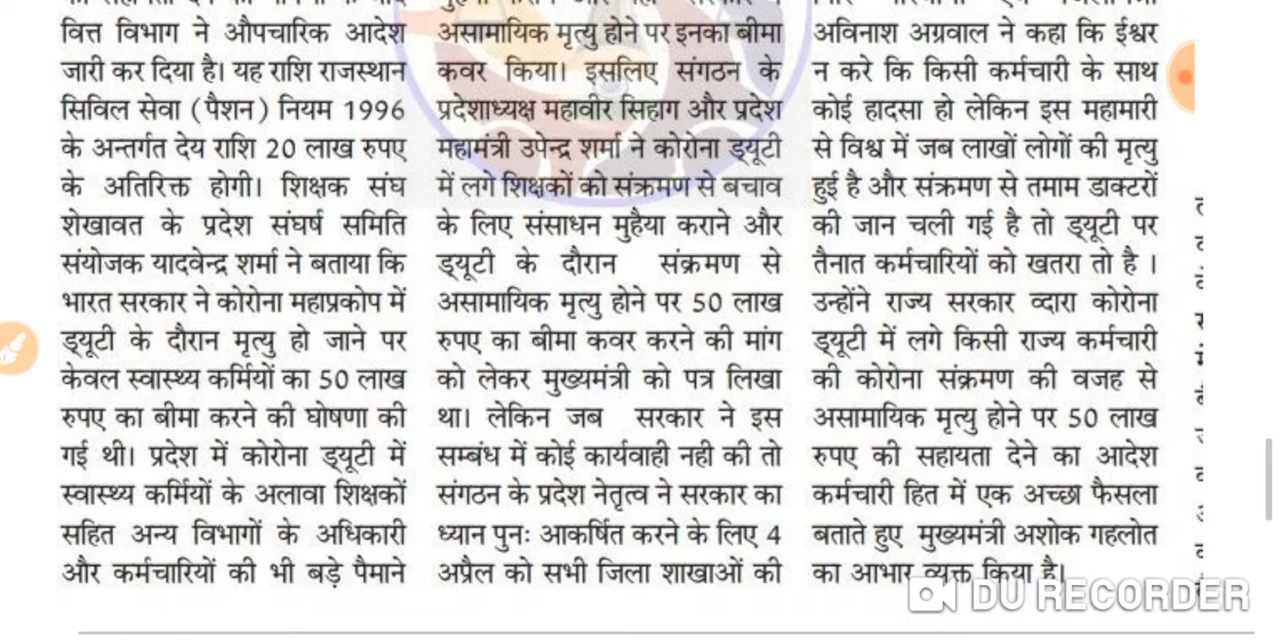 वित्त विभाग ने औपचारिक आदेश
जारी कर दिया है। यह राशि राजस्थान
सिविल सेवा (पैशन) नियम 1996
के अन्तर्गत देय राशि 20 लाख रुपए
के अतिरिक्त होगी। शिक्षक संघ
शेखावत के प्रदेश संघर्ष समिति
संयोजक यादवेन्द्र शर्मा ने बताया कि
भारत सरकार ने कोरोना महाप्रकोप में
ड्यूटी के दौरान मृत्यु हो जाने पर
केवल स्वास्थ्य कर्मियों का 50 लाख
रुपए का बीमा करने की घोषणा की
गई थी। प्रदेश में कोरोना ड्यूटी में
स्वास्थ्य कर्मियों के अलावा शिक्षकों
सहित अन्य विभागों के अधिकारी
और कर्मचारियों की भी बड़े पैमाने
असामायिक मृत्यु होने पर इनका बीमा
कवर किया। इसलिए संगठन के
प्रदेशाध्यक्ष महावीर सिहाग और प्रदेश
महामंत्री उपेन्द्र शर्मा ने कोरोना ड्यूटी
में लगे शिक्षकों को संक्रमण से बचाव
के लिए संसाधन मुहैया कराने और
ड्यूटी के दौरान संक्रमण से
असामायिक मृत्यु होने पर 50 लाख
रुपए का बीमा कवर करने की मांग
को लेकर मुख्यमंत्री को पत्र लिखा
था। लेकिन जब सरकार ने इस
सम्बंध में कोई कार्यवाही नही की तो
संगठन के प्रदेश नेतृत्व ने सरकार का
ध्यान पुनः आकर्षित करने के लिए 4
अप्रैल को सभी जिला शाखाओं की
अविनाश अग्रवाल ने कहा कि ईश्वर
न करे कि किसी कर्मचारी के साथ
कोई हादसा हो लेकिन इस महामारी
से विश्व में जब लाखों लोगों की मृत्यु
हुई है और संक्रमण से तमाम डाक्टरों
की जान चली गई है तो ड्यूटी पर
तैनात कर्मचारियों को खतरा तो है ।
उन्होंने राज्य सरकार व्दारा कोरोना
ड्यूटी में लगे किसी राज्य कर्मचारी
की कोरोना संक्रमण की वजह से
असामायिक मृत्यु होने पर 50 लाख
रुपए की सहायता देने का आदेश
कर्मचारी हित में एक अच्छा फैसला
बताते हुए मुख्यमंत्री अशोक गहलोत
का आभार व्यक्त किया है।
DU RECORDER